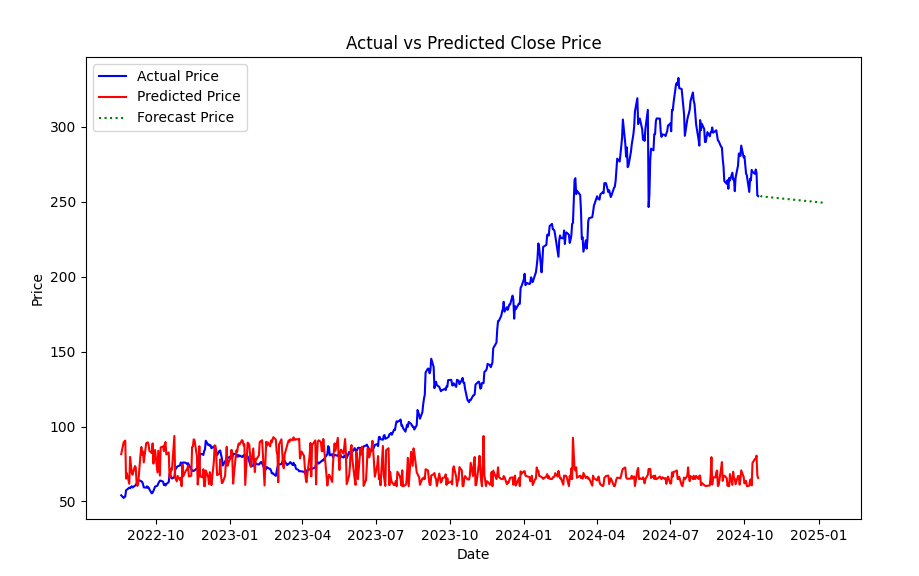 Actual vs Predicted Close Price
Actual Price
Predicted Price
Forecast Price
Price
300
250
200
150
100
50
2022-10 2023-01 2023-04 2023-07 2023-10 2024-01 2024-04 2024-07 2024-10 2025-01
Date